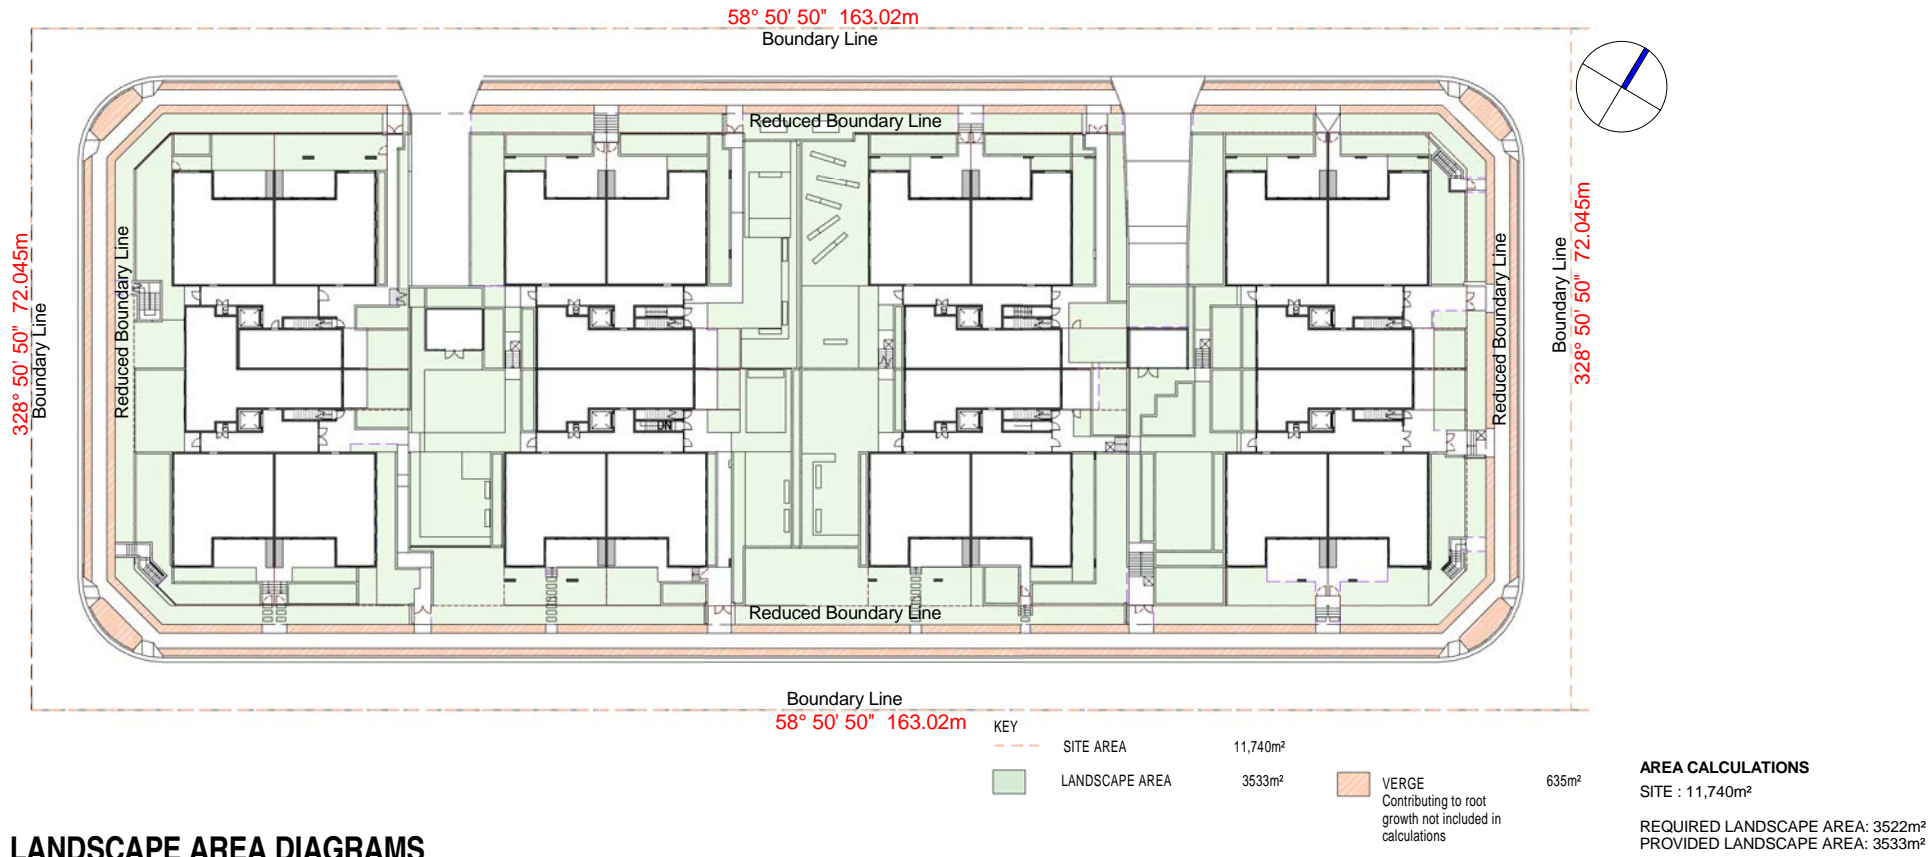 58° 50' 50" 163.02m
Boundary Line
Reduced Boundary Line
328° 50' 50" 72.045m
Boundary Line
Reduced Boundary Line
Reduced Boundary Line
Boundary Line
328° 50' 50" 72.045m
DN
Reduced Boundary Line
Boundary Line
58° 50' 50" 163.02m
KEY
SITE AREA 11,740m²
LANDSCAPE AREA 3533m²
VERGE 635m²
Contributing to root
growth not included in
calculations
AREA CALCULATIONS
SITE : 11,740m²
REQUIRED LANDSCAPE AREA: 3522m²
PROVIDED LANDSCAPE AREA: 3533m²
LANDSCAPE AREA DIAGRAMS